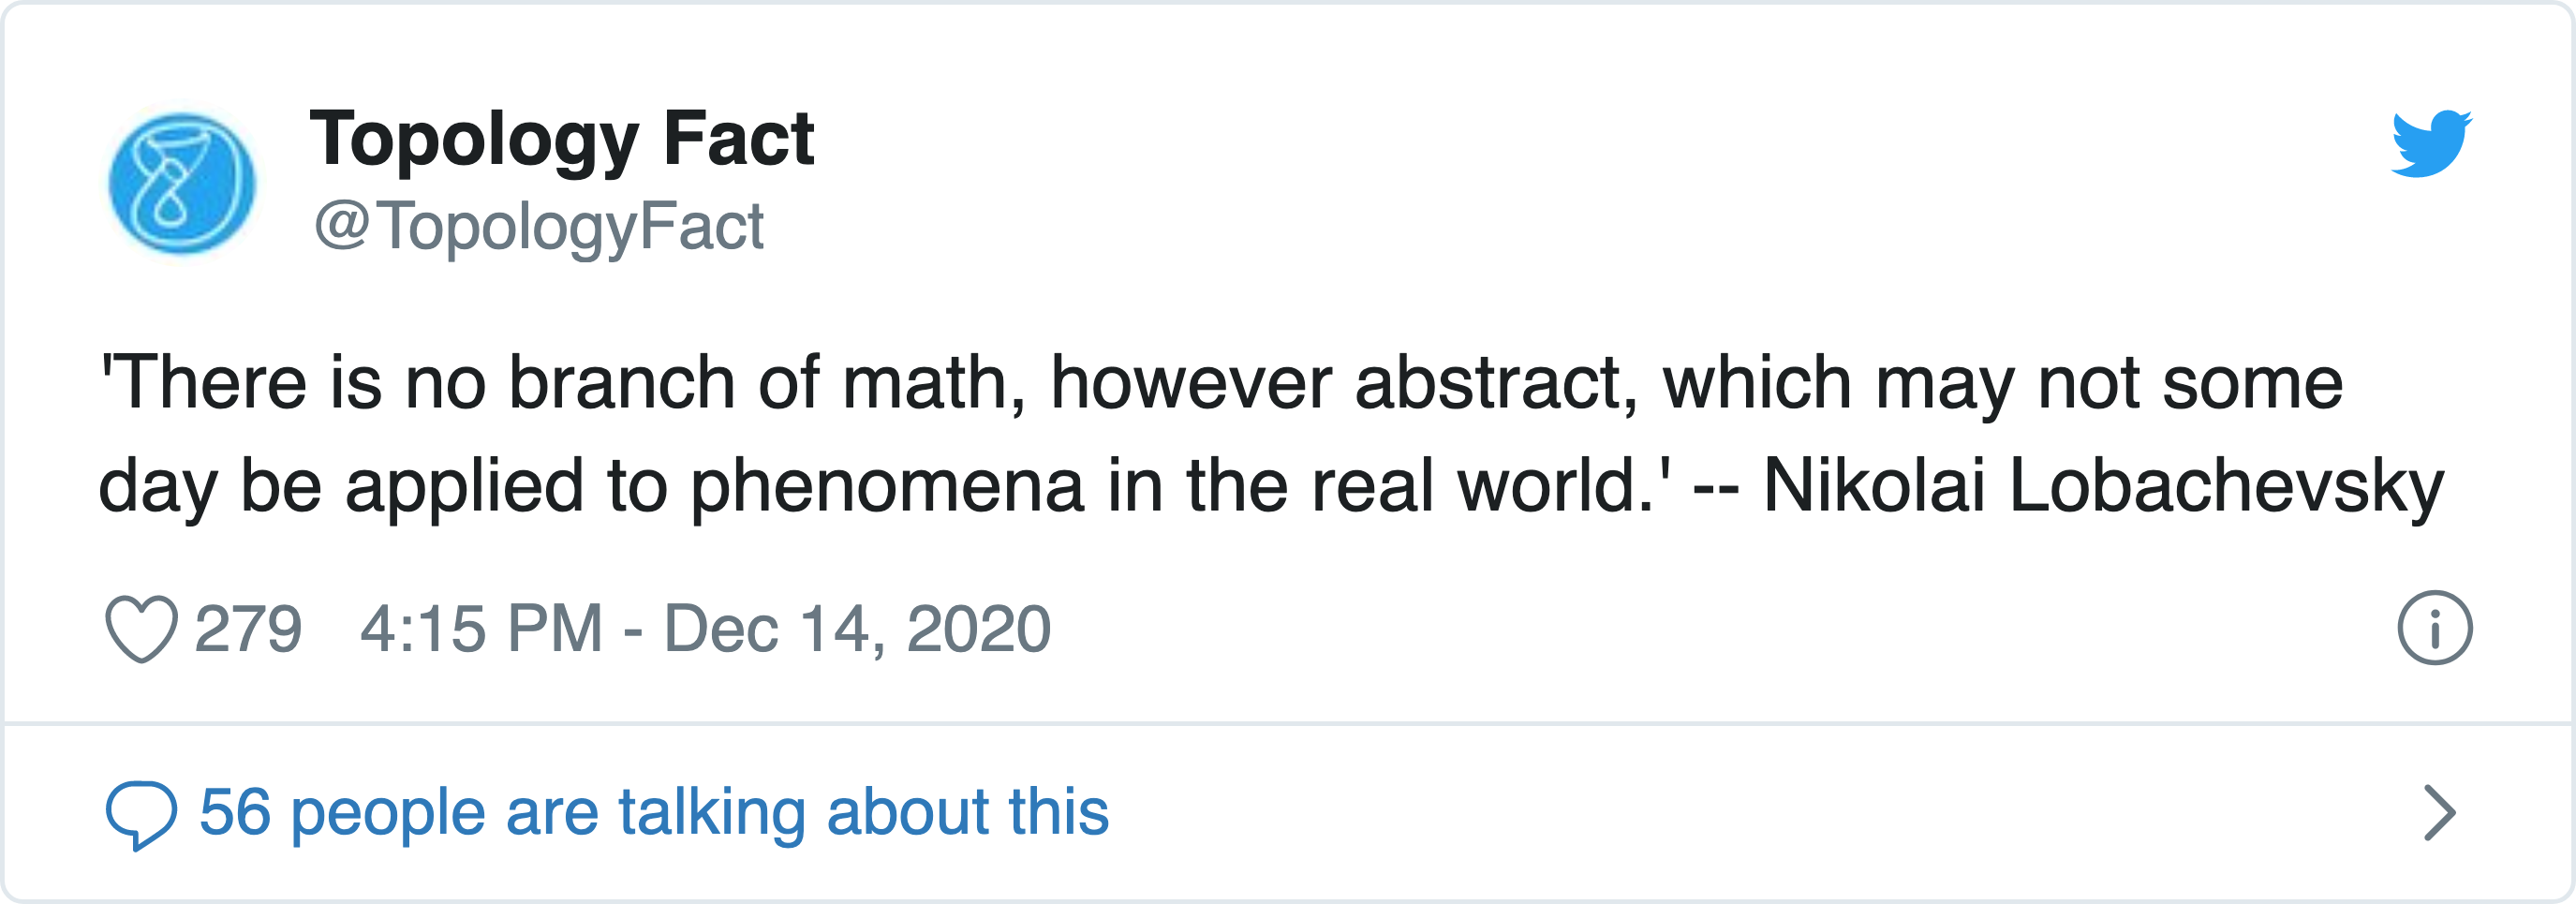 Topology Fact
@TopologyFact
'There is no branch of math, however abstract, which may not some
day be applied to phenomena in the real world.' -- Nikolai Lobachevsky
279 4:15 PM - Dec 14, 2020
56 people are talking about this